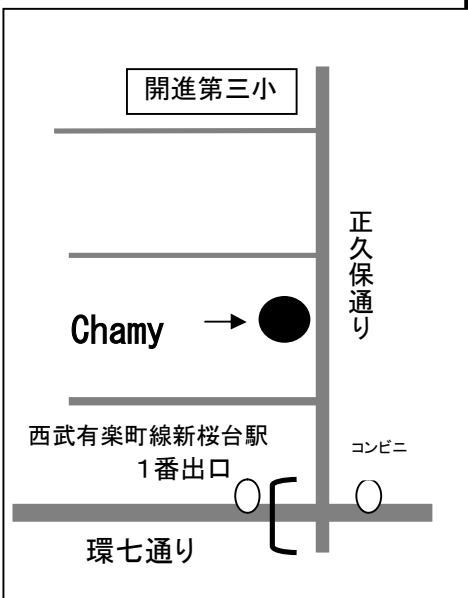 開進第三小
正久保通り
Chamy
西武有楽町線新桜台駅
1番出口
コンビニ
環七通り